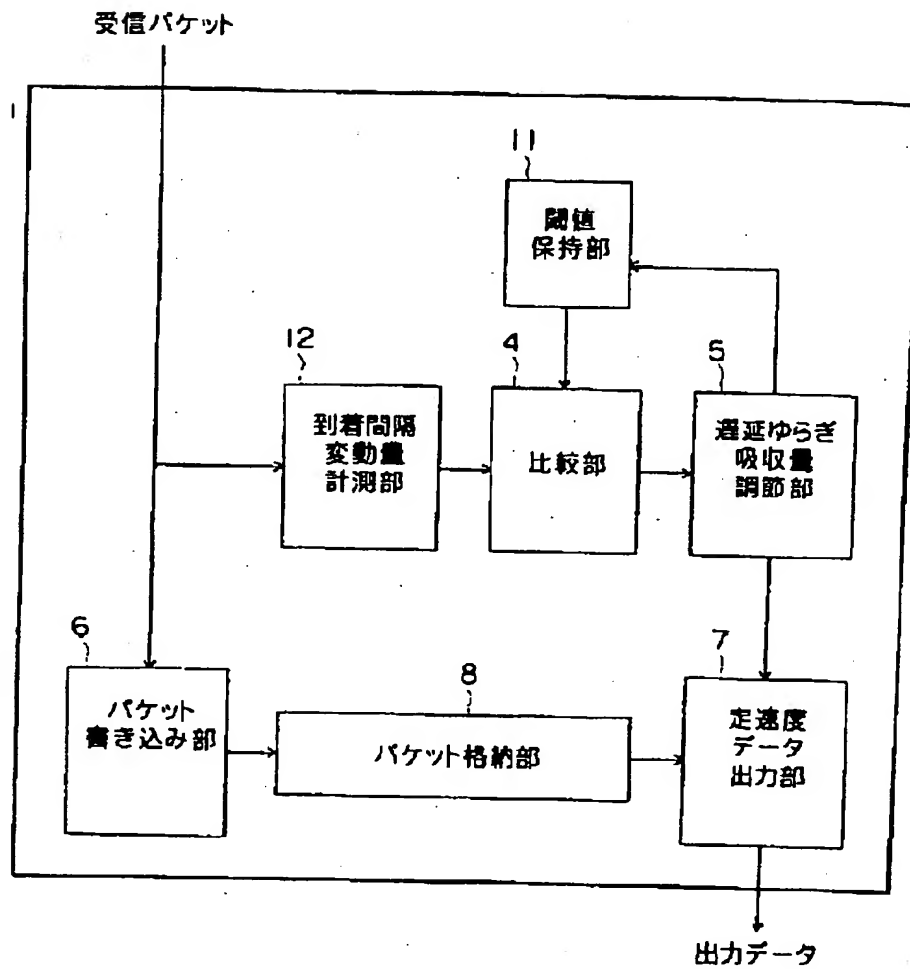 受信パケット
1
11
閾値
保持部
12
到着間隔
変動量
計測部
4
比較部
5
遅延ゆらぎ
吸収量
調節部
6
パケット
書き込み部
8
パケット格納部
7
定速度
データ
出力部
出力データ